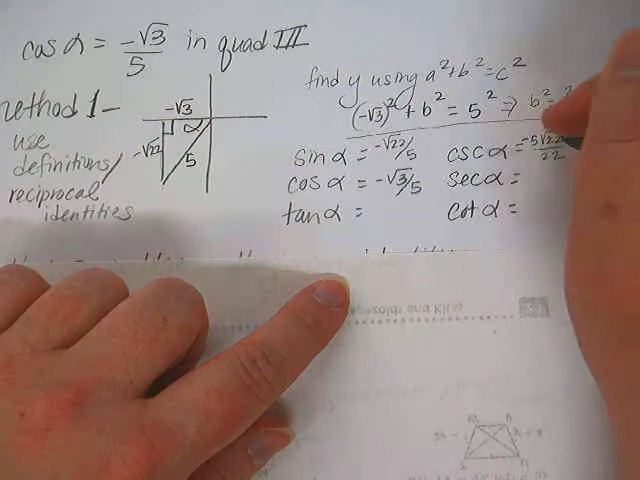 cos α = -√3/5 in quad III
find y using a² + b² = c²
(-√3)² + b² = 5² ⇒ b² =
method 1 -
use
definitions/
reciprocal
identities
-√3
α
-√22
5
sin α = -√22/5
csc α = -5√22/22
cos α = -√3/5
sec α =
tan α =
cot α =